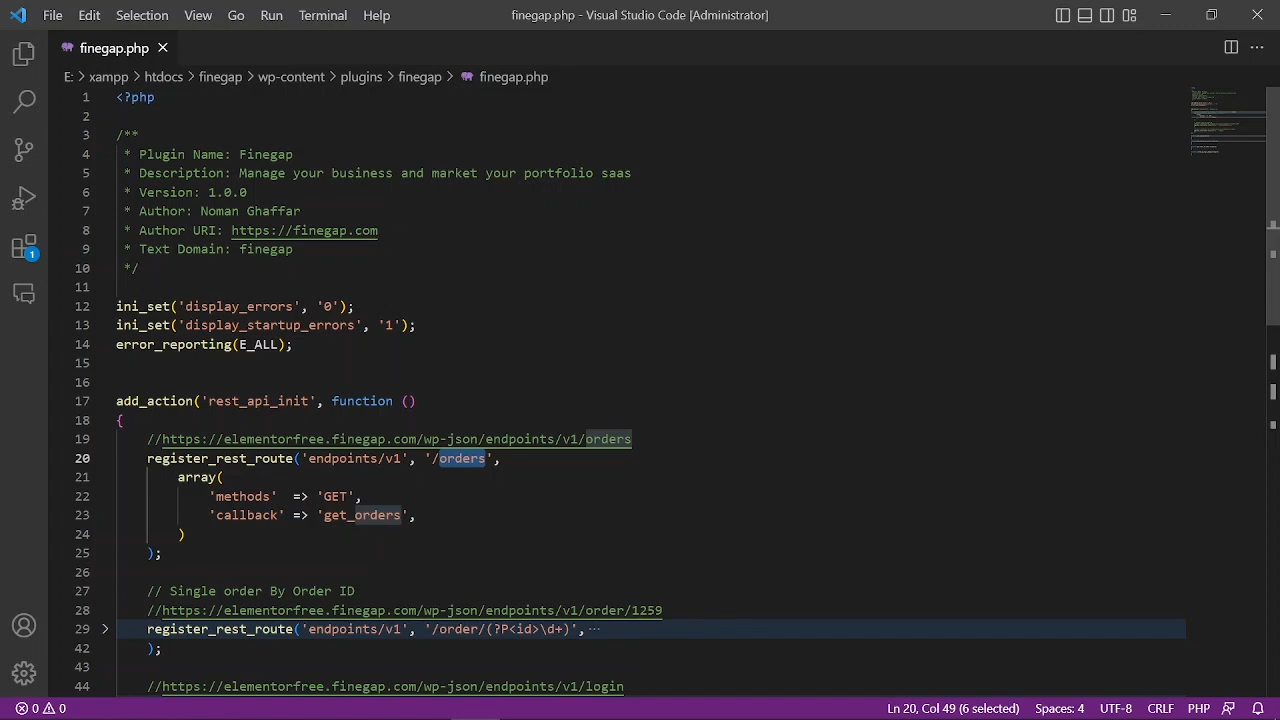 File Edit Selection View Go Run Terminal Help finegap.php - Visual Studio Code [Administrator]
finegap.php
E: > xampp > htdocs > finegap > wp-content > plugins > finegap > finegap.php
1 <?php
2
3 /**
4 * Plugin Name: Finegap
5 * Description: Manage your business and market your portfolio saas
6 * Version: 1.0.0
7 * Author: Noman Ghaffar
8 * Author URI: https://finegap.com
9 * Text Domain: finegap
10 */
11
12 ini_set('display_errors', '0');
13 ini_set('display_startup_errors', '1');
14 error_reporting(E_ALL);
15
16
17 add_action('rest_api_init', function ()
18 {
19 //https://elementorfree.finegap.com/wp-json/endpoints/v1/orders
20 register_rest_route('endpoints/v1', '/orders',
21 array(
22 'methods' => 'GET',
23 'callback' => 'get_orders',
24 )
25 );
26
27 // Single order By Order ID
28 //https://elementorfree.finegap.com/wp-json/endpoints/v1/order/1259
29 > register_rest_route('endpoints/v1', '/order/(?P<id>\d+)', ···
42 );
43
44 //https://elementorfree.finegap.com/wp-json/endpoints/v1/login
1
0 0 Ln 20, Col 49 (6 selected) Spaces: 4 UTF-8 CRLF PHP